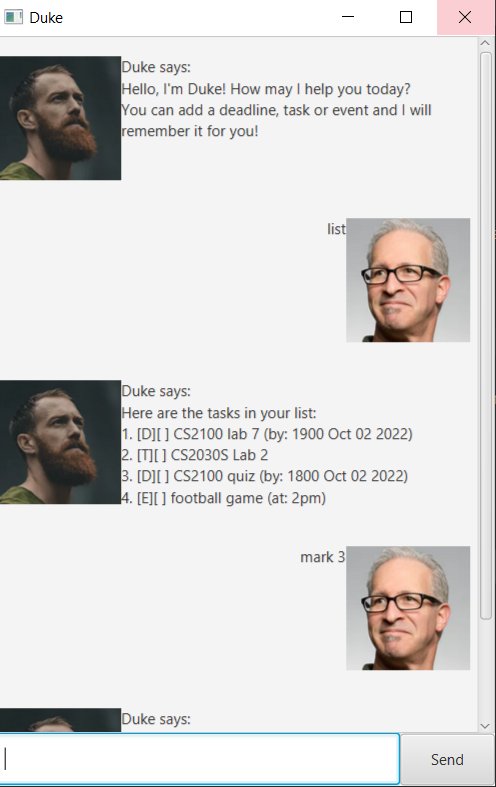 Duke
Duke says:
Hello, I'm Duke! How may I help you today?
You can add a deadline, task or event and I will
remember it for you!
list
Duke says:
Here are the tasks in your list:
1. [D][ ] CS2100 lab 7 (by: 1900 Oct 02 2022)
2. [T][ ] CS2030S Lab 2
3. [D][ ] CS2100 quiz (by: 1800 Oct 02 2022)
4. [E][ ] football game (at: 2pm)
mark 3
Duke says:
Send